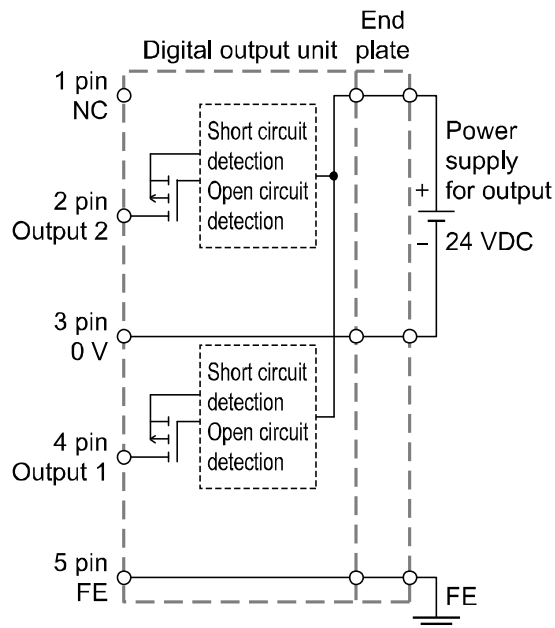 Digital output unit
End
plate
1 pin
NC
Short circuit
detection
Open circuit
detection
2 pin
Output 2
Power
supply
for output
+
−
24 VDC
3 pin
0 V
Short circuit
detection
Open circuit
detection
4 pin
Output 1
5 pin
FE
FE